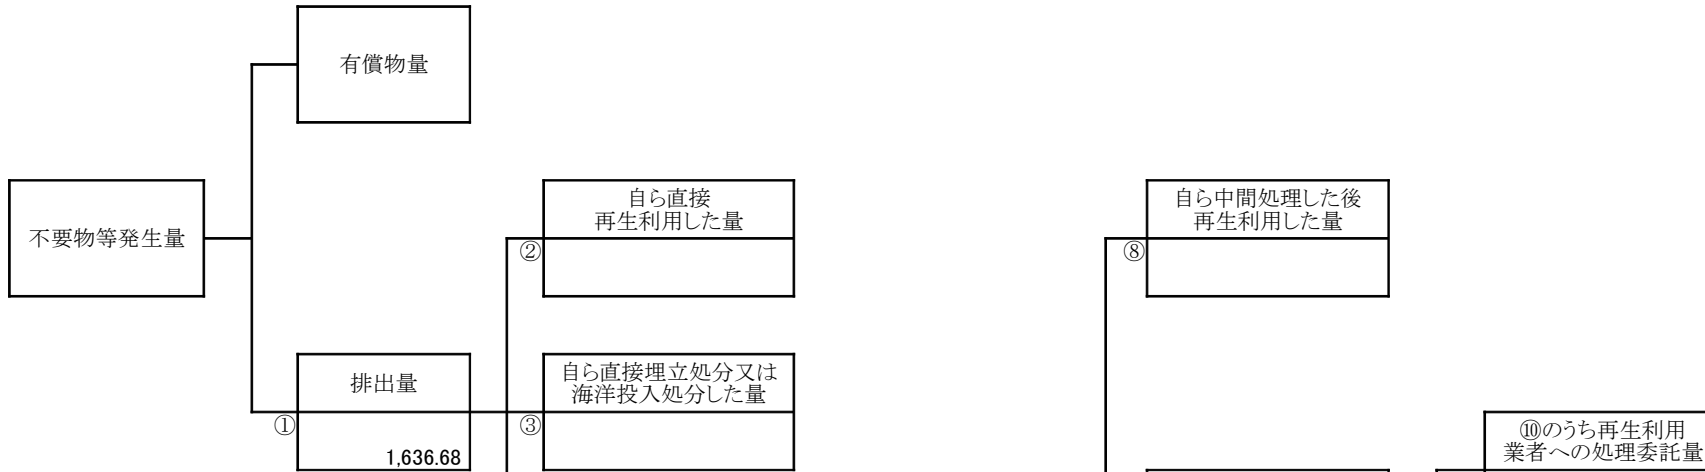 有償物量
不要物等発生量
自ら直接
再生利用した量
②
自ら中間処理した後
再生利用した量
⑧
排出量
①
1,636.68
自ら直接埋立処分又は
海洋投入処分した量
③
⑩のうち再生利用
業者への処理委託量